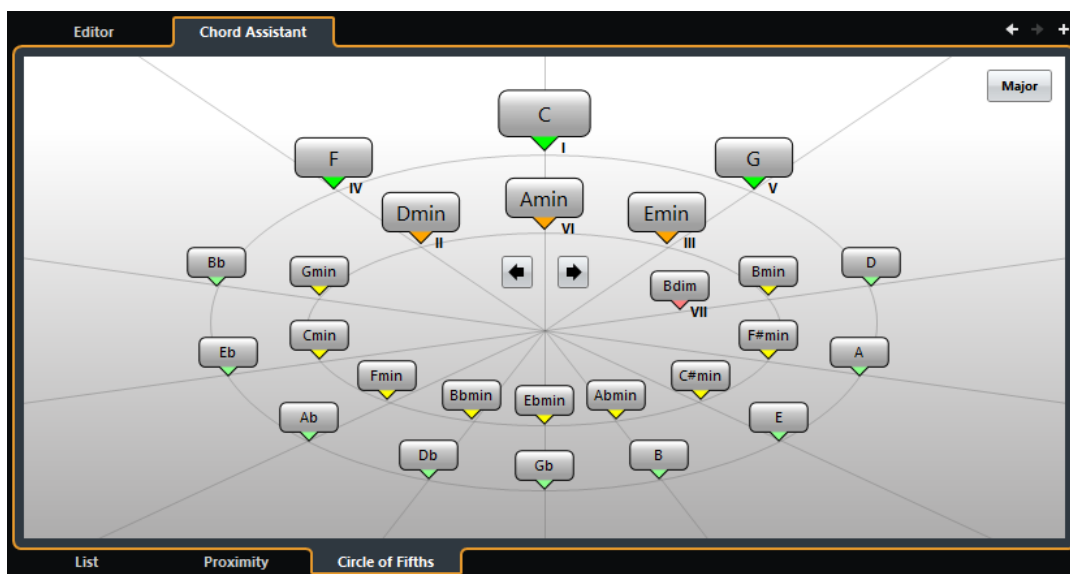 Editor
Chord Assistant
Major
C
I
F
IV
G
V
Dmin
II
Amin
VI
Emin
III
Bb
Gmin
Bdim
VII
Bmin
D
Eb
Cmin
F#min
A
Fmin
C#min
Ab
Bbmin
Ebmin
Abmin
E
Db
Gb
B
List
Proximity
Circle of Fifths